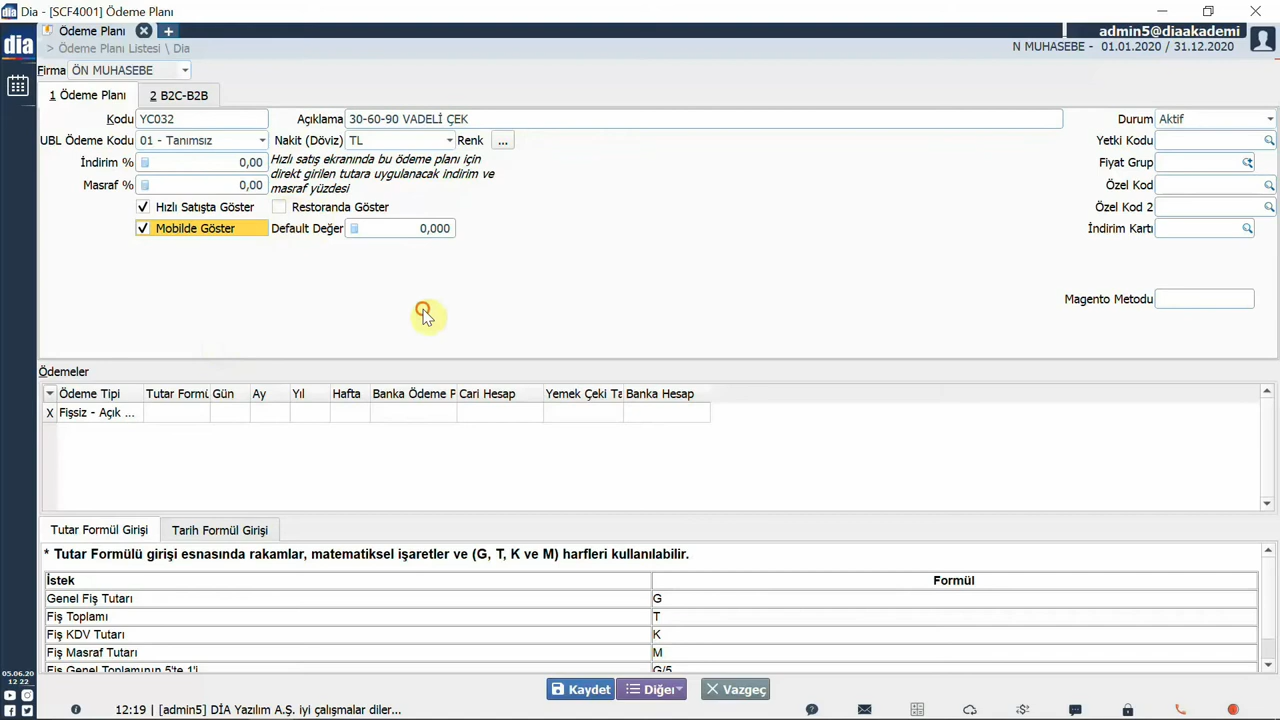 Dia - [SCF4001] Ödeme Planı
dia
Ödeme Planı
admin5@diaakademi
> Ödeme Planı Listesi \ Dia
N MUHASEBE - 01.01.2020 / 31.12.2020
Firma ÖN MUHASEBE
1 Ödeme Planı
2 B2C-B2B
Kodu YC032
Açıklama 30-60-90 VADELİ ÇEK
Durum Aktif
UBL Ödeme Kodu 01 - Tanımsız
Nakit (Döviz) TL
Renk ...
Yetki Kodu
İndirim % 0,00
Hızlı satış ekranında bu ödeme planı için
direkt girilen tutara uygulanacak indirim ve
masraf yüzdesi
Fiyat Grup
Masraf % 0,00
Özel Kod
Hızlı Satışta Göster
Restoranda Göster
Özel Kod 2
Mobilde Göster
Default Değer 0,000
İndirim Kartı
Magento Metodu
Ödemeler
Ödeme Tipi Tutar Formü Gün Ay Yıl Hafta Banka Ödeme P Cari Hesap Yemek Çeki Ta Banka Hesap
X Fişsiz - Açık ...
Tutar Formül Girişi
Tarih Formül Girişi
* Tutar Formülü girişi esnasında rakamlar, matematiksel işaretler ve (G, T, K ve M) harfleri kullanılabilir.
İstek Formül
Genel Fiş Tutarı G
Fiş Toplamı T
Fiş KDV Tutarı K
Fiş Masraf Tutarı M
Fiş Genel Toplamının 5'te 1'i G/5
05.06.20
12 22
Kaydet
Diğer
Vazgeç
12:19 | [admin5] DİA Yazılım A.Ş. iyi çalışmalar diler...